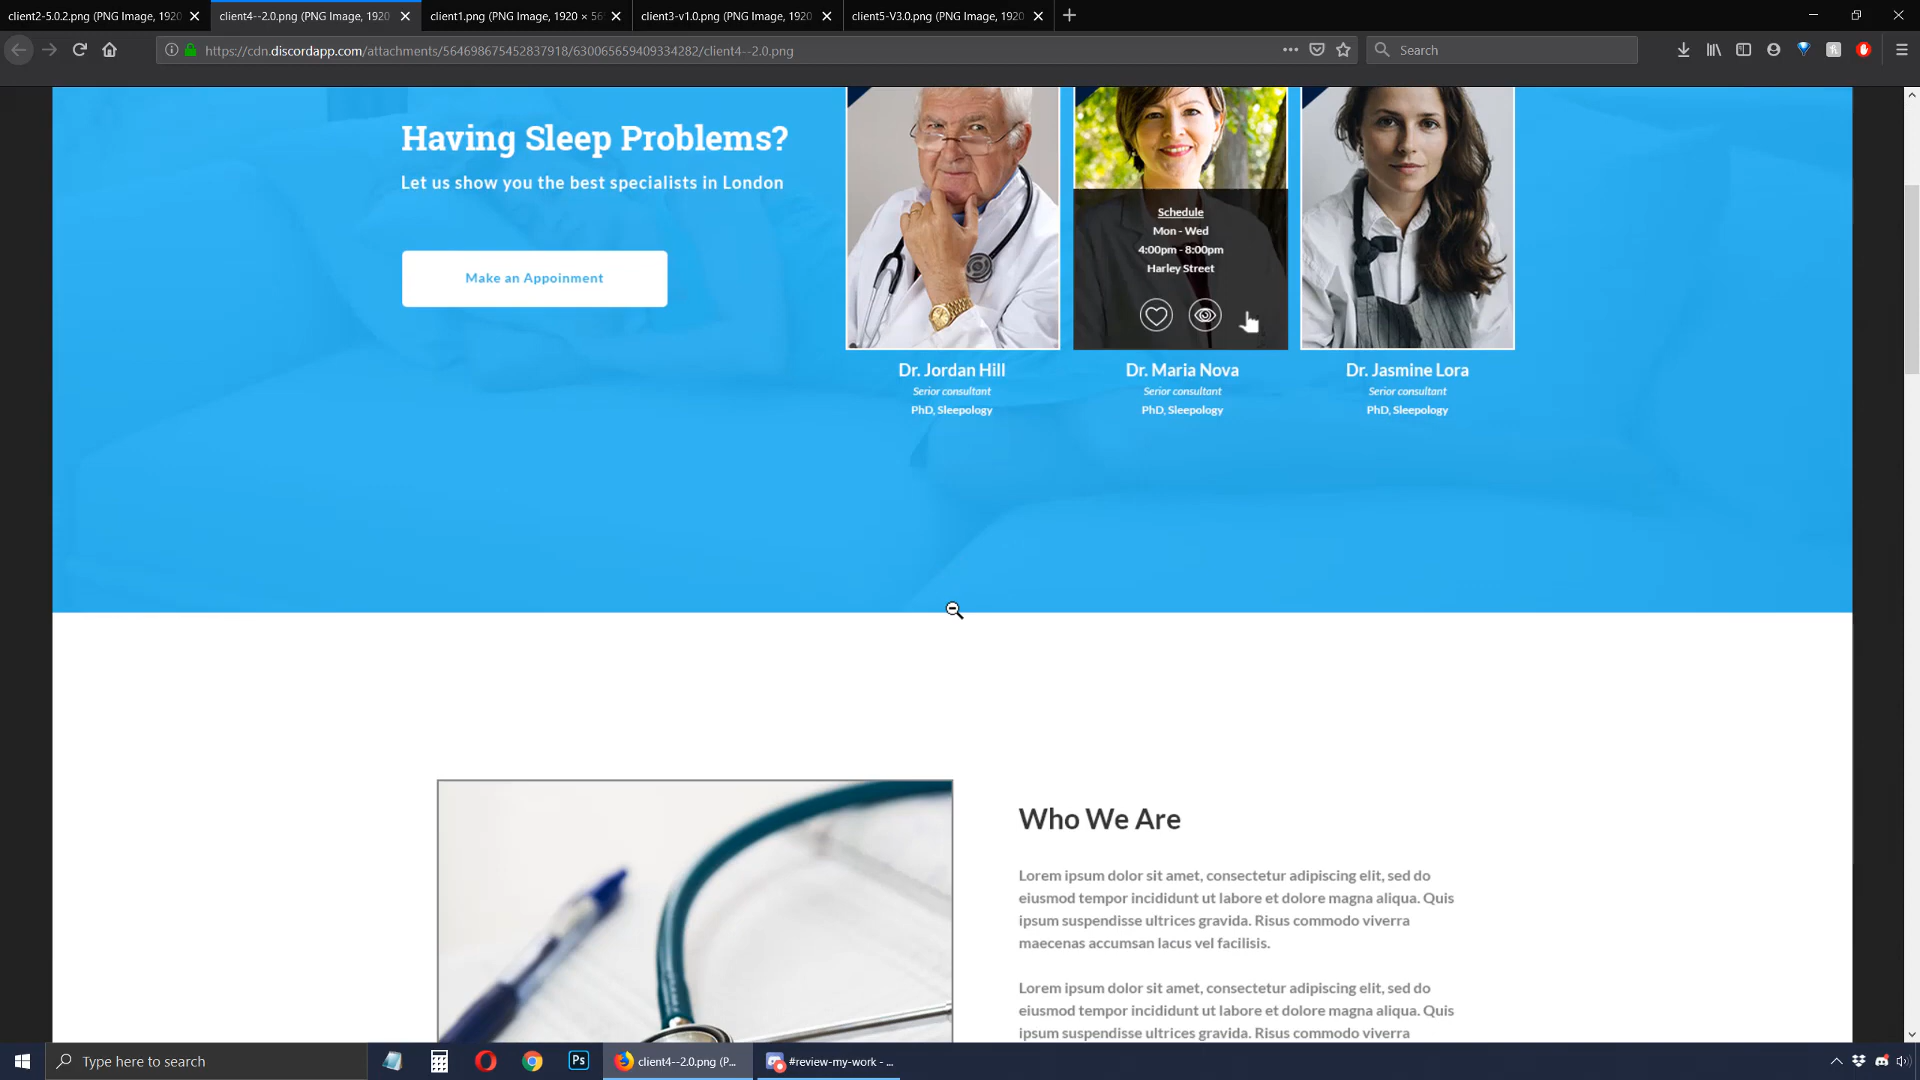 client2-5.0.2.png (PNG Image, 1920
client4--2.0.png (PNG Image, 1920
client1.png (PNG Image, 1920 × 56
client3-v1.0.png (PNG Image, 1920
client5-V3.0.png (PNG Image, 1920
https://cdn.discordapp.com/attachments/564698675452837918/630065659409334282/client4--2.0.png
Search
Having Sleep Problems?
Let us show you the best specialists in London
Make an Appoinment
Schedule
Mon - Wed
4:00pm - 8:00pm
Harley Street
Dr. Jordan Hill
Serior consultant
PhD, Sleepology
Dr. Maria Nova
Serior consultant
PhD, Sleepology
Dr. Jasmine Lora
Serior consultant
PhD, Sleepology
Who We Are
Lorem ipsum dolor sit amet, consectetur adipiscing elit, sed do
eiusmod tempor incididunt ut labore et dolore magna aliqua. Quis
ipsum suspendisse ultrices gravida. Risus commodo viverra
maecenas accumsan lacus vel facilisis.
Lorem ipsum dolor sit amet, consectetur adipiscing elit, sed do
eiusmod tempor incididunt ut labore et dolore magna aliqua. Quis
ipsum suspendisse ultrices gravida. Risus commodo viverra
Type here to search
Ps
client4--2.0.png (P...
#review-my-work - ...